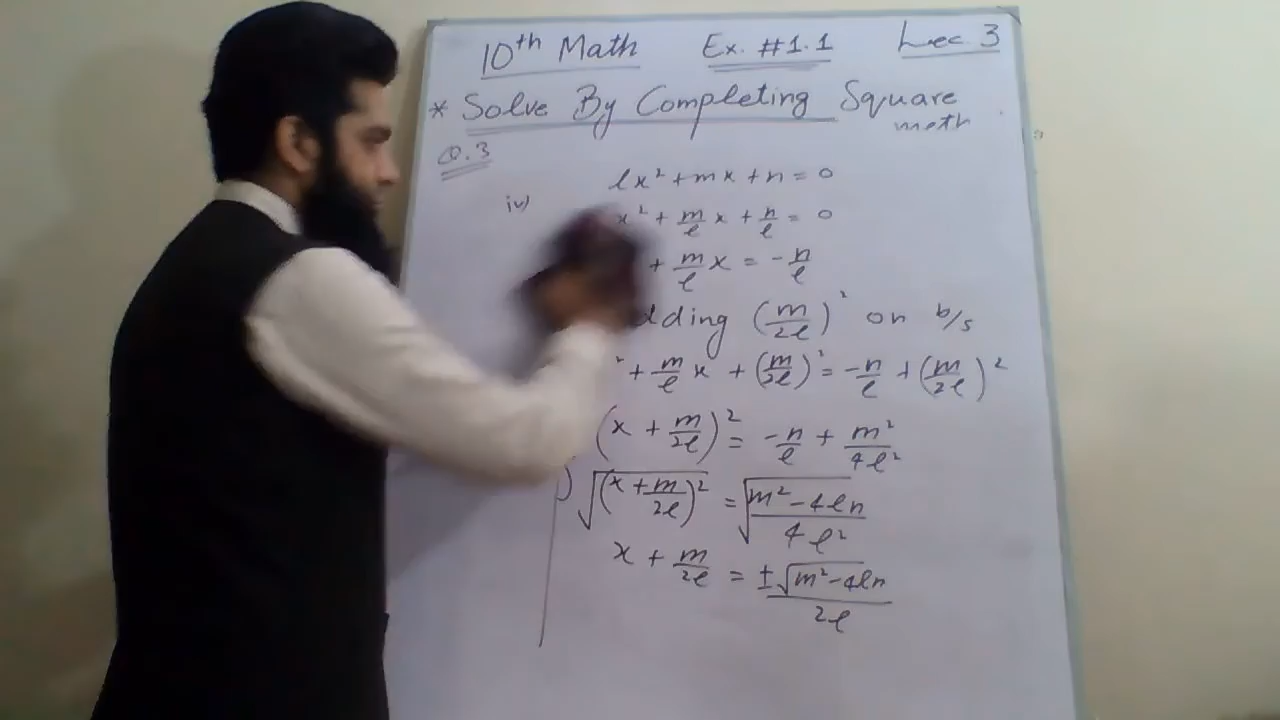 10th Math Ex. #1.1 Lec 3
* Solve By Completing Square
meth
Q.3
lx² + mx + n = 0
iv)
x² + m/l x + n/l = 0
+ m/l x = - n/l
dding (m/2l)² on b/s
² + m/l x + (m/2l)² = - n/l + (m/2l)²
(x + m/2l)² = - n/l + m²/4l²
) √(x + m/2l)² = √(m² - 4ln)/4l²
x + m/2l = ± √(m² - 4ln)/2l